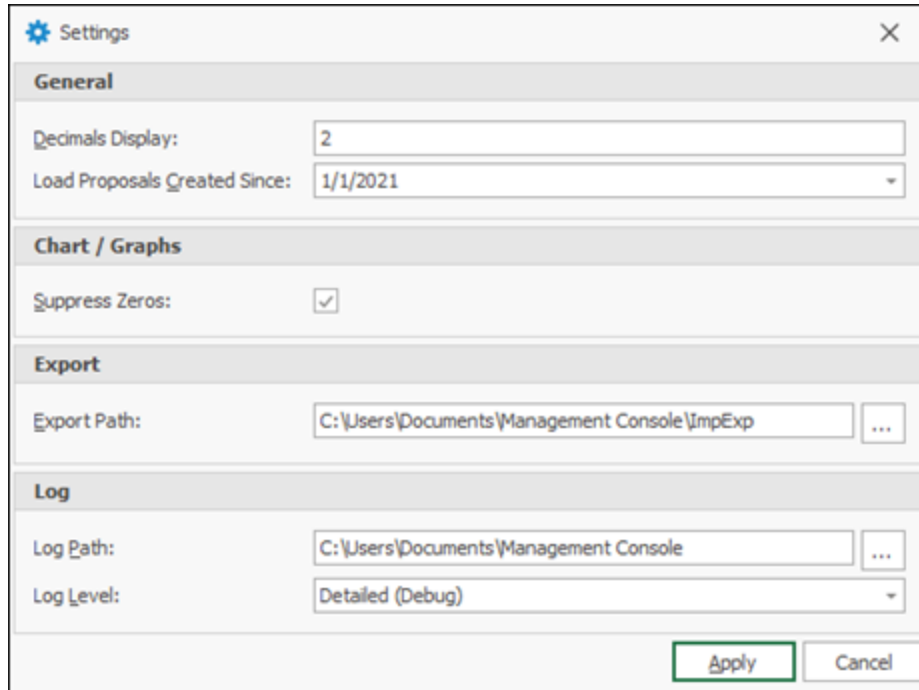 Settings
General
Decimals Display: 2
Load Proposals Created Since: 1/1/2021
Chart / Graphs
Suppress Zeros:
Export
Export Path: C:\Users\Documents\Management Console\ImpExp ...
Log
Log Path: C:\Users\Documents\Management Console ...
Log Level: Detailed (Debug)
Apply Cancel